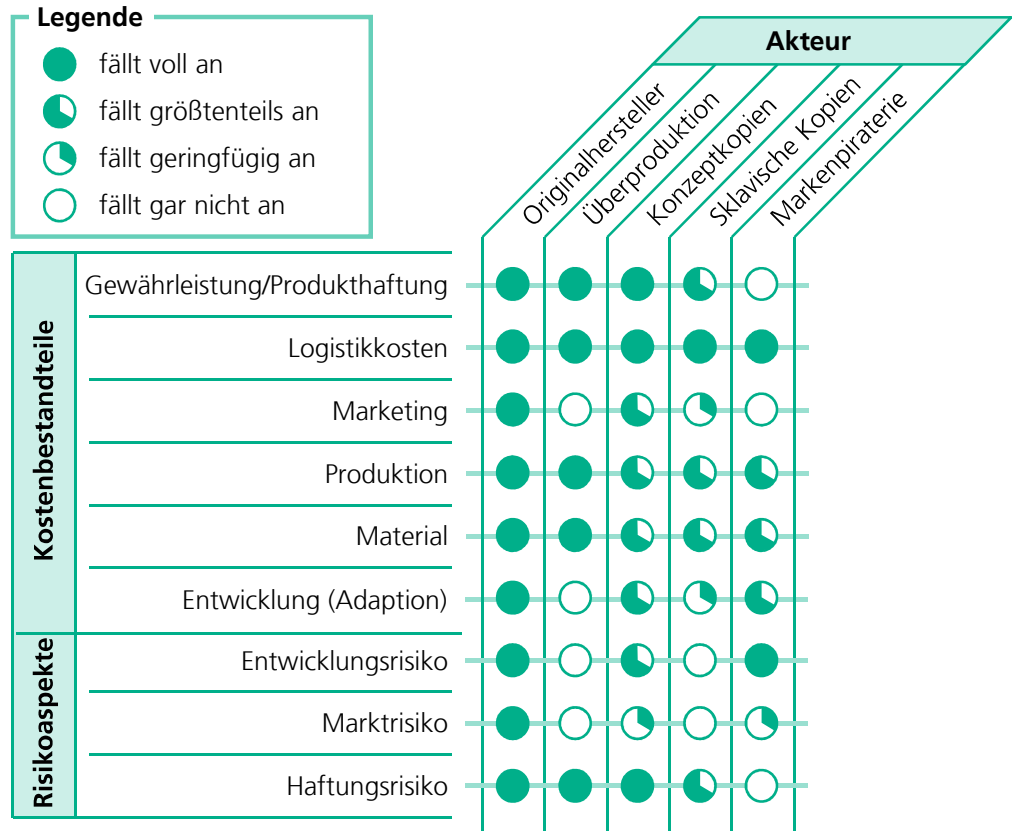 Legende
fällt voll an
fällt größtenteils an
fällt geringfügig an
fällt gar nicht an
Akteur
Originalhersteller
Überproduktion
Konzeptkopien
Sklavische Kopien
Markenpiraterie
Kostenbestandteile
Gewährleistung/Produkthaftung
Logistikkosten
Marketing
Produktion
Material
Entwicklung (Adaption)
Risikoaspekte
Entwicklungsrisiko
Marktrisiko
Haftungsrisiko